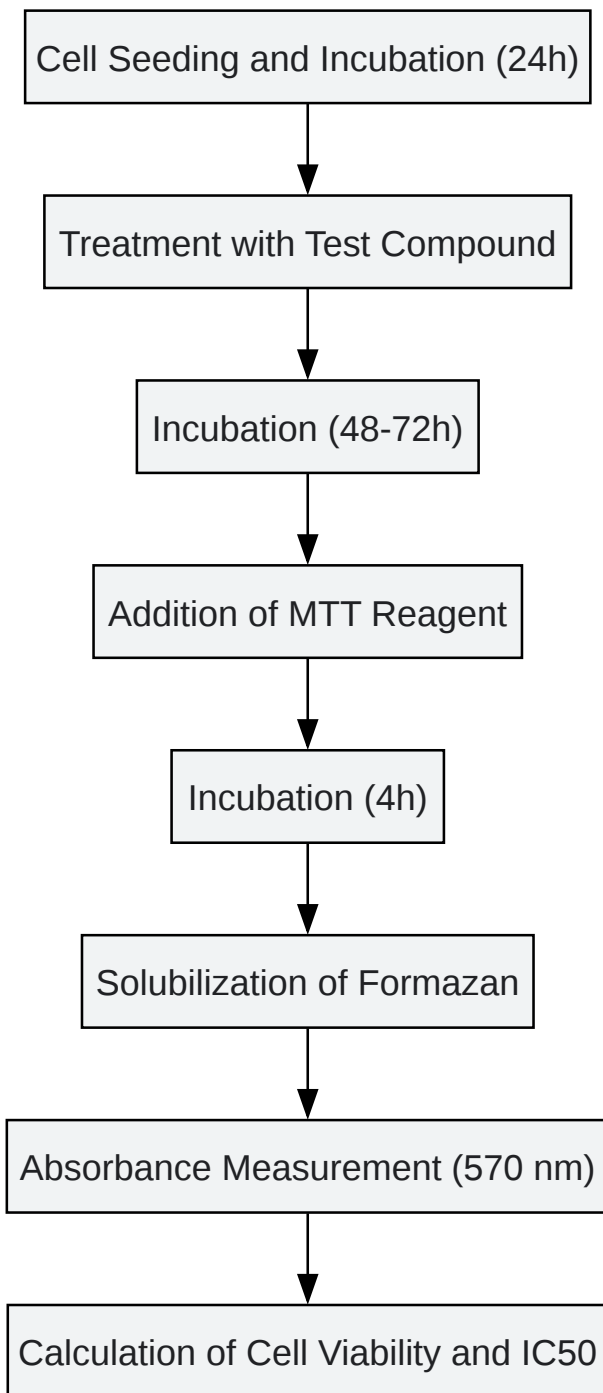 Cell Seeding and Incubation (24h)
Treatment with Test Compound
Incubation (48-72h)
Addition of MTT Reagent
Incubation (4h)
Solubilization of Formazan
Absorbance Measurement (570 nm)
Calculation of Cell Viability and IC50